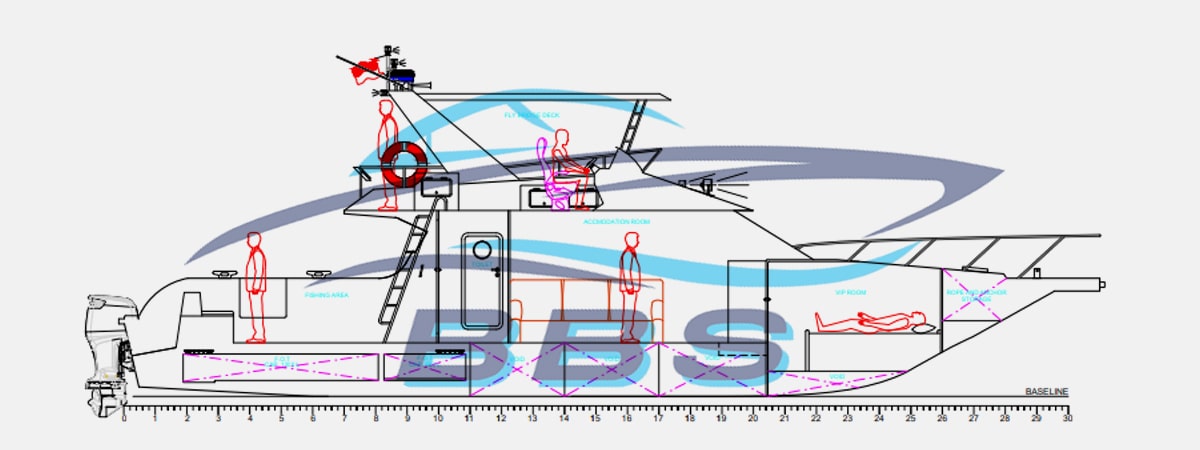 FLY BRIDGE DECK
ACCMODATION ROOM
FISHING AREA
VIP ROOM
ROPE AND ANCHOR
STORAGE
F.O.T
VOID
VOID
VOID
VOID
BBS
BASELINE
0 1 2 3 4 5 6 7 8 9 10 11 12 13 14 15 16 17 18 19 20 21 22 23 24 25 26 27 28 29 30